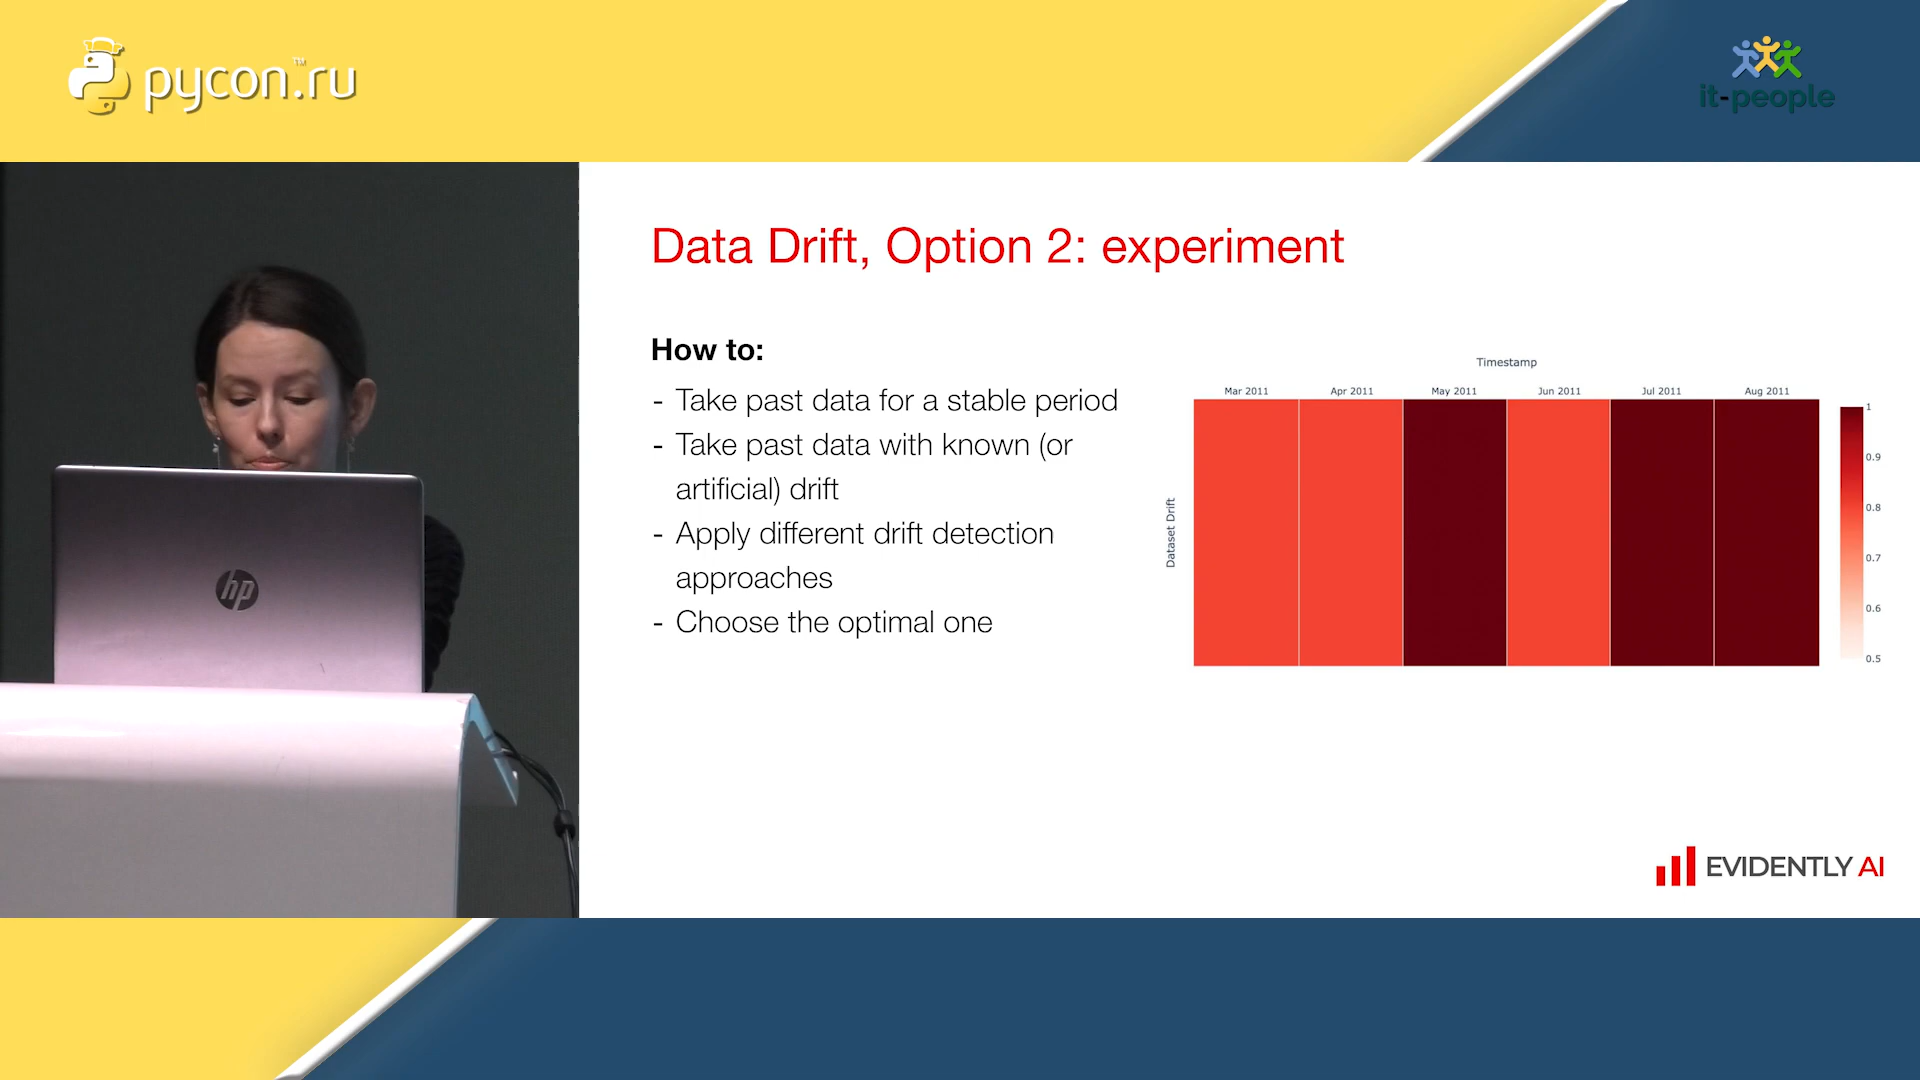 pycon.ru
TM
it-people
Data Drift, Option 2: experiment
How to:
- Take past data for a stable period
- Take past data with known (or
artificial) drift
- Apply different drift detection
approaches
- Choose the optimal one
Timestamp
Mar 2011 Apr 2011 May 2011 Jun 2011 Jul 2011 Aug 2011
Dataset Drift
1
0.9
0.8
0.7
0.6
0.5
hp
EVIDENTLY AI